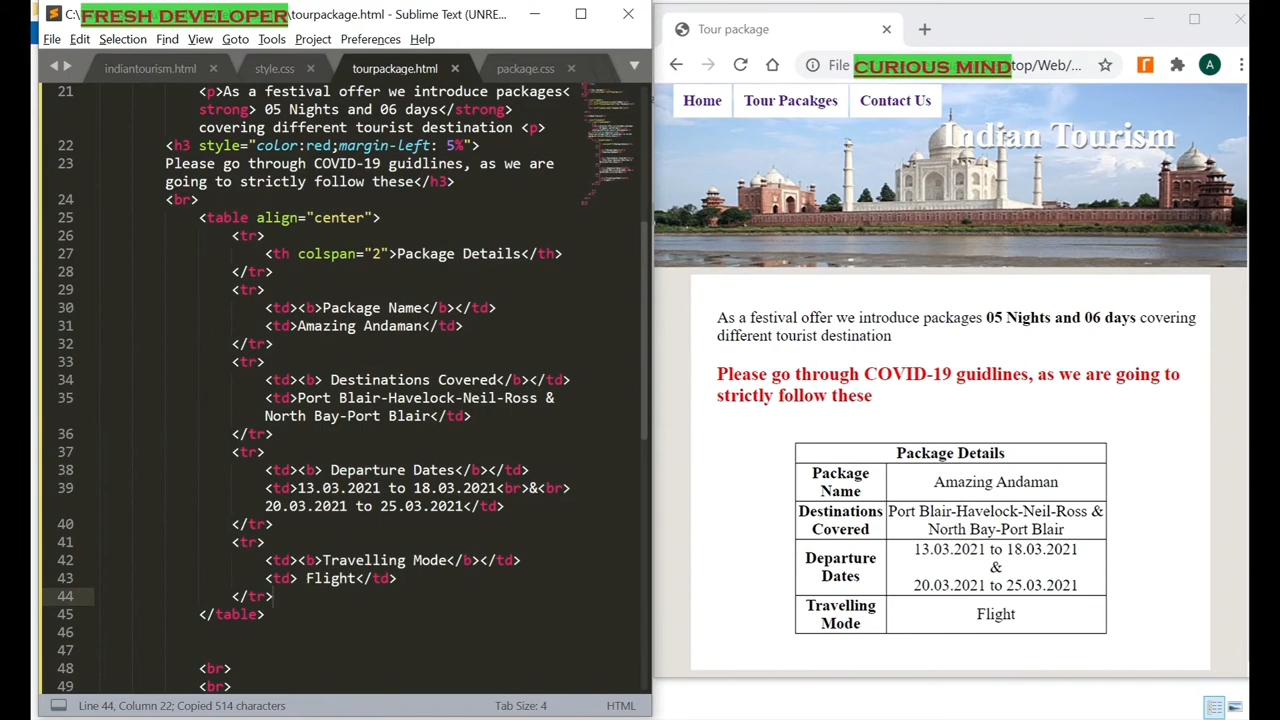 C:\
FRESH DEVELOPER
\tourpackage.html - Sublime Text (UNRE...
File Edit Selection Find View Goto Tools Project Preferences Help
indiantourism.html
style.css
tourpackage.html
package.css
21 <p>As a festival offer we introduce packages<
strong> 05 Nights and 06 days</strong>
covering different tourist destination <p>
22 <h3 style="color:red;margin-left: 5%">
23 Please go through COVID-19 guidlines, as we are
going to strictly follow these</h3>
24 <br>
25 <table align="center">
26 <tr>
27 <th colspan="2">Package Details</th>
28 </tr>
29 <tr>
30 <td><b>Package Name</b></td>
31 <td>Amazing Andaman</td>
32 </tr>
33 <tr>
34 <td><b> Destinations Covered</b></td>
35 <td>Port Blair-Havelock-Neil-Ross &
North Bay-Port Blair</td>
36 </tr>
37 <tr>
38 <td><b> Departure Dates</b></td>
39 <td>13.03.2021 to 18.03.2021<br>&<br>
20.03.2021 to 25.03.2021</td>
40 </tr>
41 <tr>
42 <td><b>Travelling Mode</b></td>
43 <td> Flight</td>
44 </tr>
45 </table>
46
47
48 <br>
49 <br>
Line 44, Column 22; Copied 514 characters
Tab Size: 4
HTML
Tour package
File
CURIOUS MIND
top/Web/...
A
Home Tour Pacakges Contact Us
India Tourism
As a festival offer we introduce packages 05 Nights and 06 days covering
different tourist destination
Please go through COVID-19 guidlines, as we are going to
strictly follow these
Package Details
Package
Name
Amazing Andaman
Destinations
Covered
Port Blair-Havelock-Neil-Ross &
North Bay-Port Blair
Departure
Dates
13.03.2021 to 18.03.2021
&
20.03.2021 to 25.03.2021
Travelling
Mode
Flight